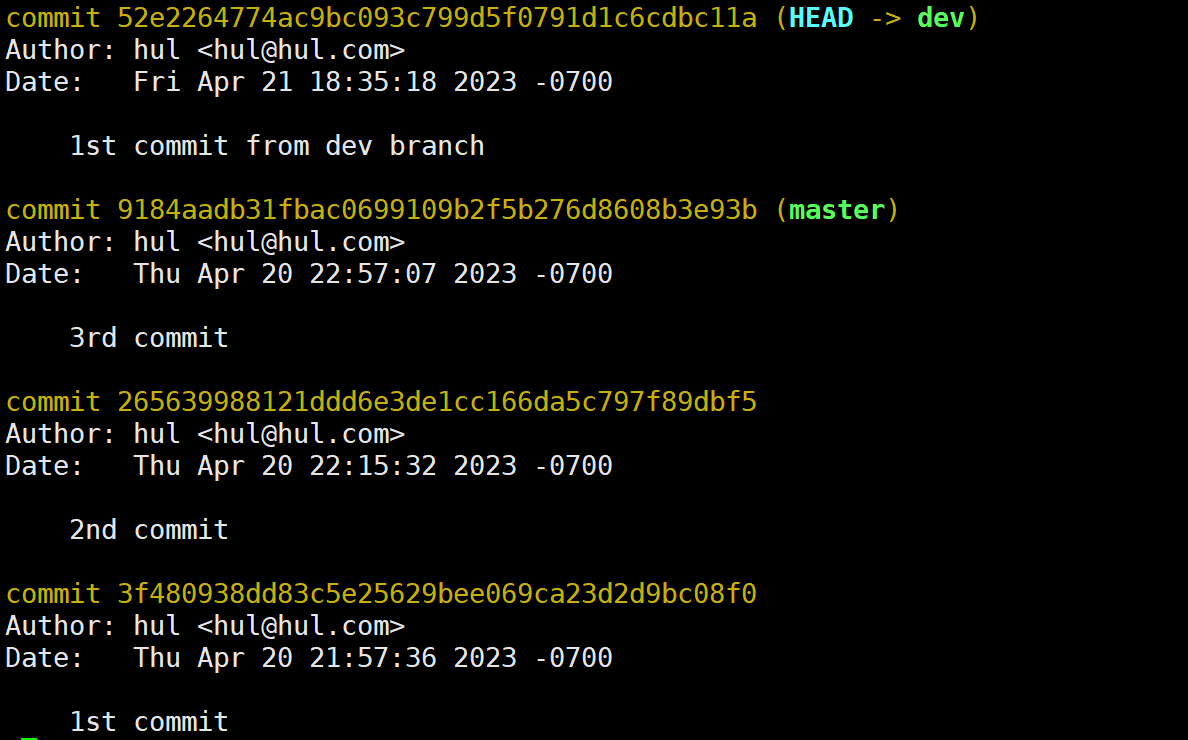 commit 52e2264774ac9bc093c799d5f0791d1c6cdbc11a (HEAD -> dev)
Author: hul <hul@hul.com>
Date:   Fri Apr 21 18:35:18 2023 -0700
1st commit from dev branch
commit 9184aadb31fbac0699109b2f5b276d8608b3e93b (master)
Author: hul <hul@hul.com>
Date:   Thu Apr 20 22:57:07 2023 -0700
3rd commit
commit 265639988121ddd6e3de1cc166da5c797f89dbf5
Author: hul <hul@hul.com>
Date:   Thu Apr 20 22:15:32 2023 -0700
2nd commit
commit 3f480938dd83c5e25629bee069ca23d2d9bc08f0
Author: hul <hul@hul.com>
Date:   Thu Apr 20 21:57:36 2023 -0700
1st commit